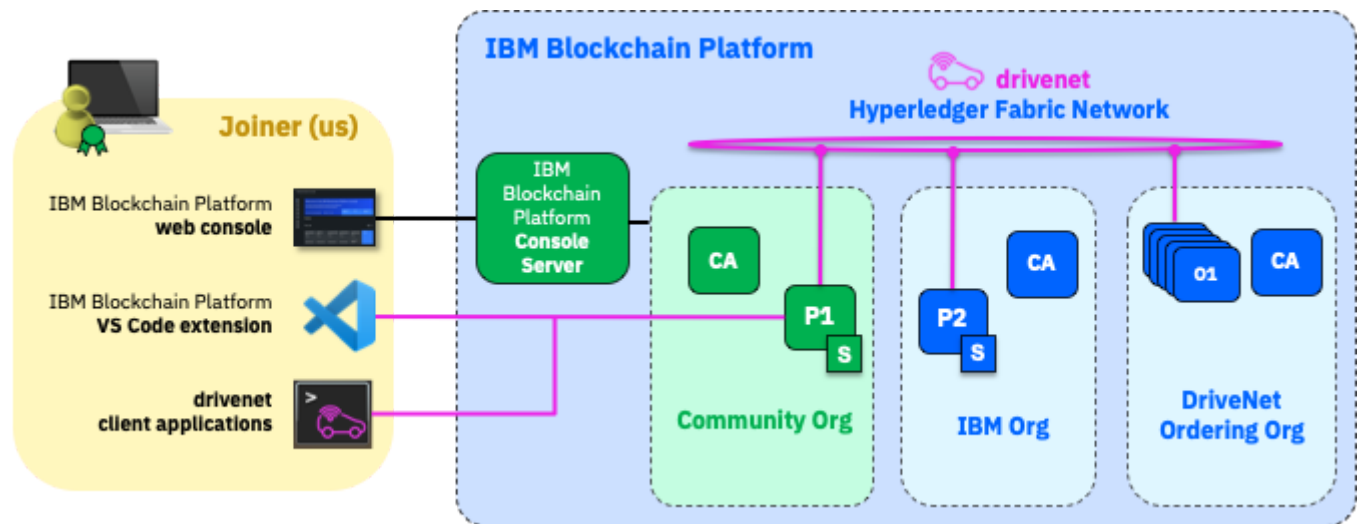 IBM Blockchain Platform
drivenet
Hyperledger Fabric Network
Joiner (us)
IBM Blockchain Platform
web console
IBM
Blockchain
Platform
Console
Server
IBM Blockchain Platform
VS Code extension
drivenet
client applications
>
CA
P1
S
Community Org
CA
P2
S
IBM Org
O1
CA
DriveNet
Ordering Org